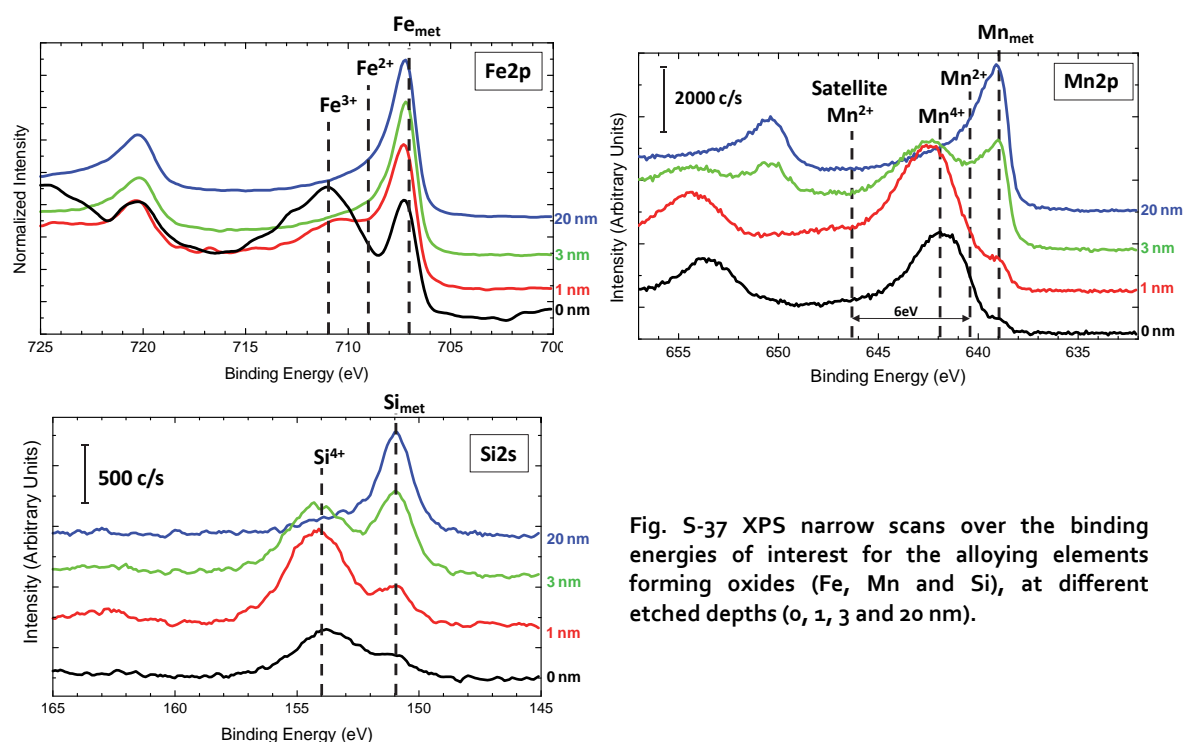 Fe2p
Fe_met
Fe2+
Fe3+
20 nm
3 nm
1 nm
0 nm
Normalized Intensity
725 720 715 710 705 700
Binding Energy (eV)
Mn2p
Mn_met
2000 c/s
Satellite
Mn2+
Mn2+
Mn4+
6eV
20 nm
3 nm
1 nm
0 nm
Intensity (Arbitrary Units)
655 650 645 640 635
Binding Energy (eV)
Si2s
Si_met
Si4+
500 c/s
20 nm
3 nm
1 nm
0 nm
Intensity (Arbitrary Units)
165 160 155 150 145
Binding Energy (eV)
Fig. S-37 XPS narrow scans over the binding
energies of interest for the alloying elements
forming oxides (Fe, Mn and Si), at different
etched depths (0, 1, 3 and 20 nm).